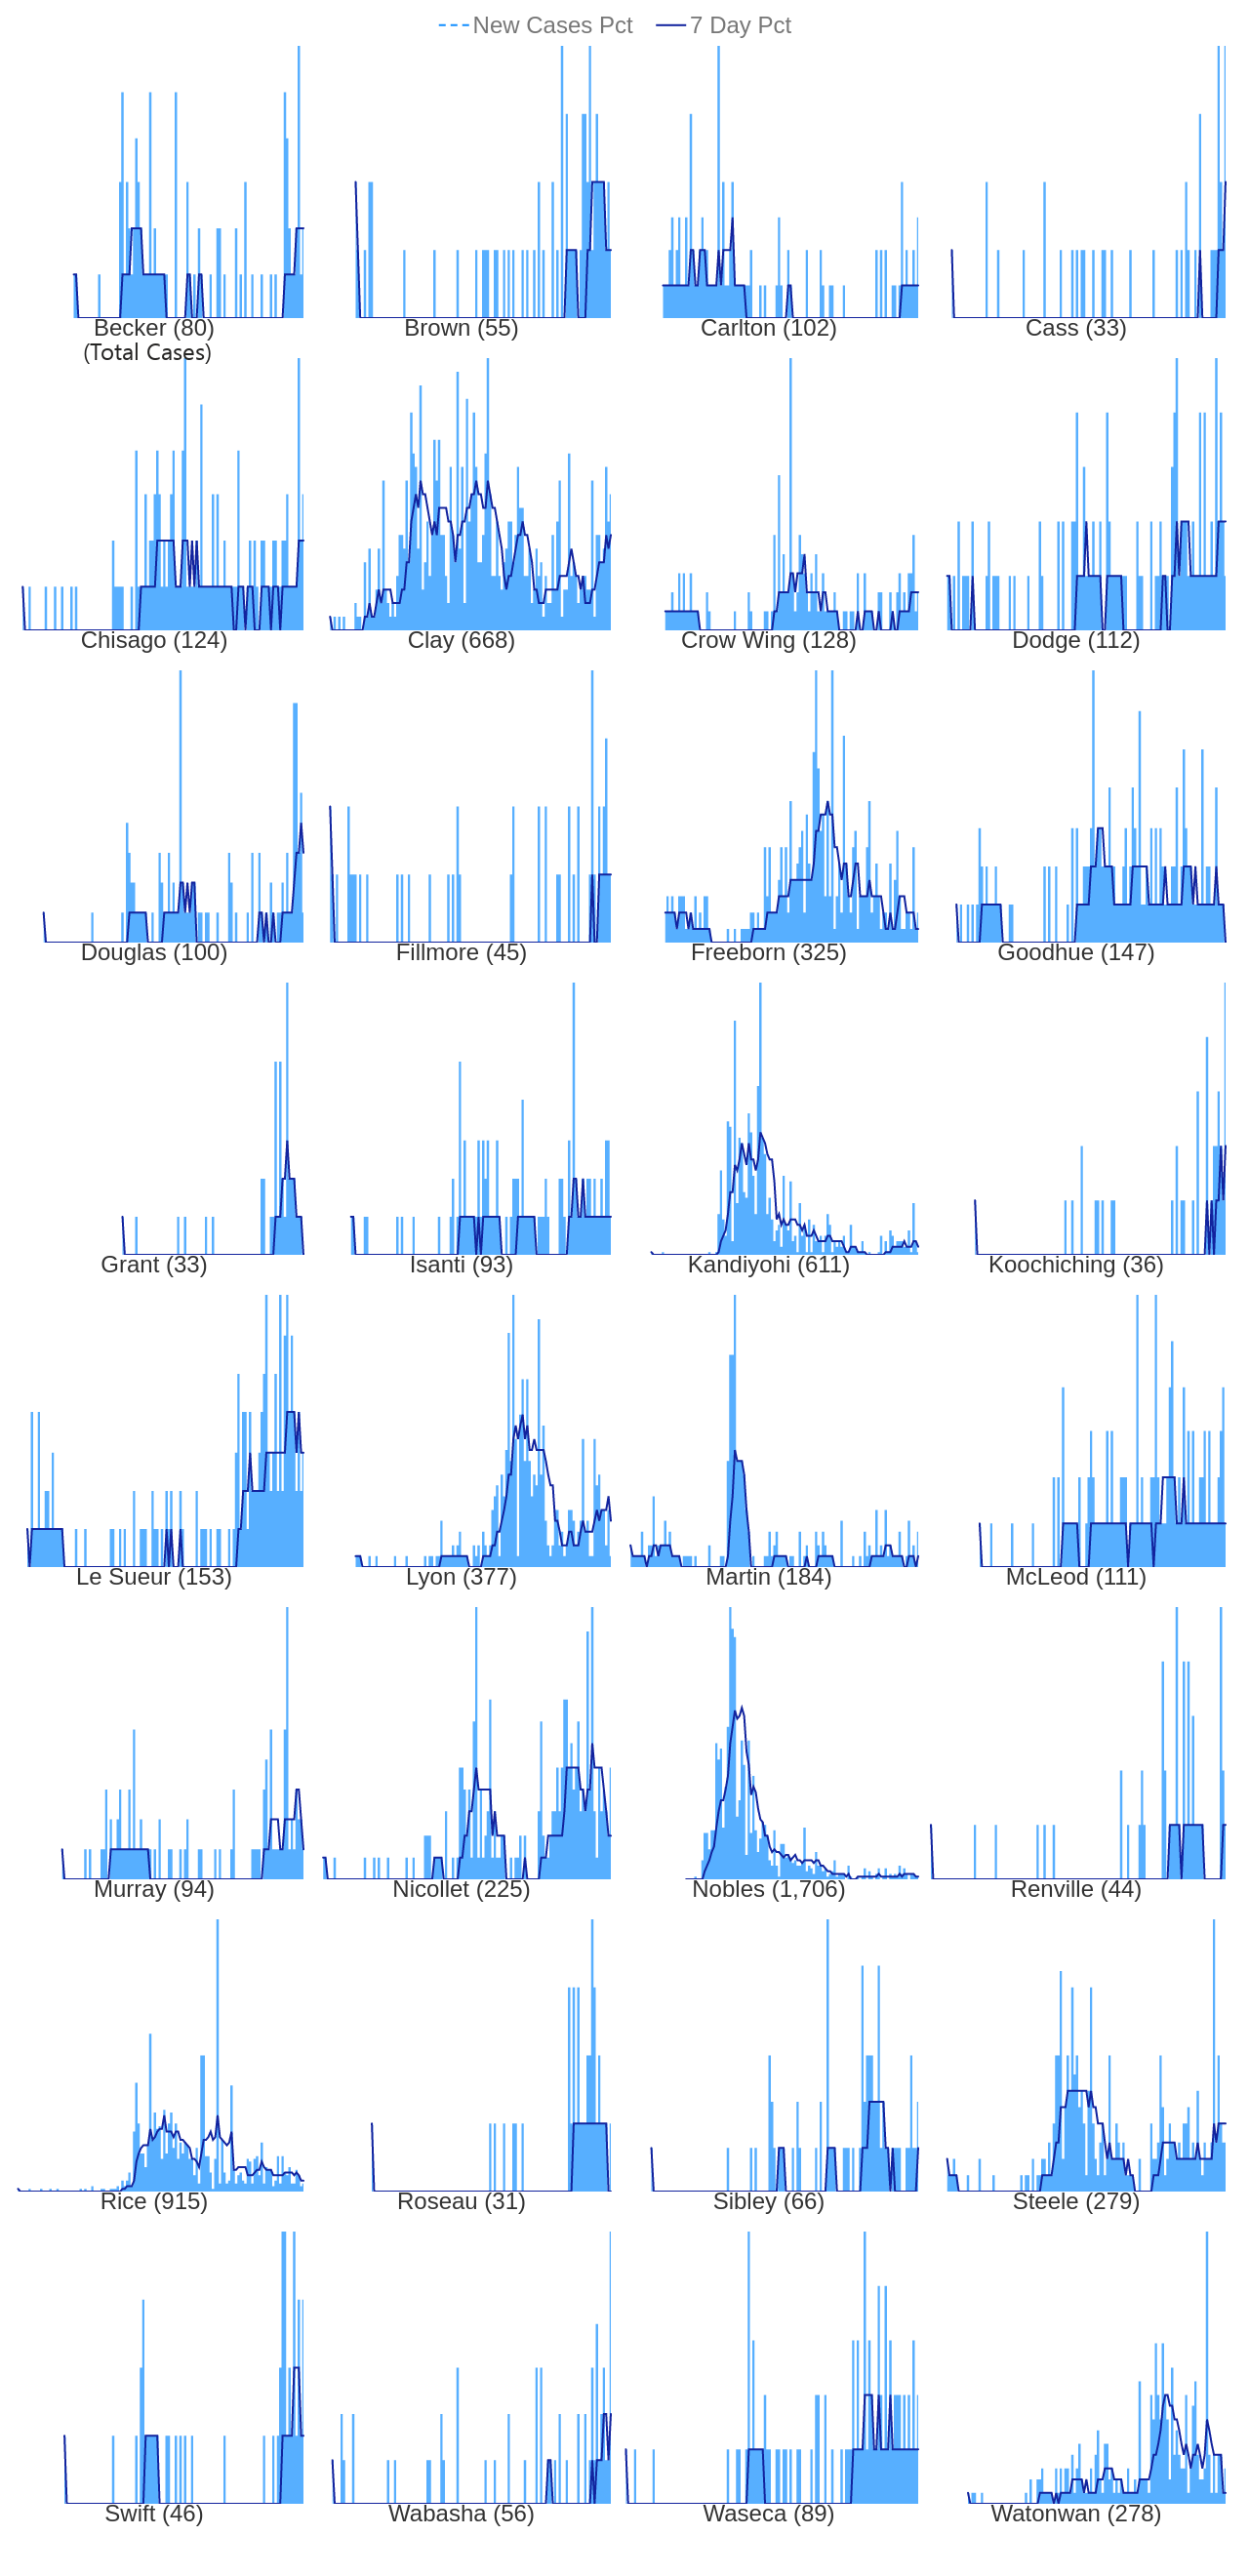 New Cases Pct 7 Day Pct
Becker (80) Brown (55) Carlton (102) Cass (33)
(Total Cases)
Chisago (124) Clay (668) Crow Wing (128) Dodge (112)
Douglas (100) Fillmore (45) Freeborn (325) Goodhue (147)
Grant (33) Isanti (93) Kandiyohi (611) Koochiching (36)
Le Sueur (153) Lyon (377) Martin (184) McLeod (111)
Murray (94) Nicollet (225) Nobles (1,706) Renville (44)
Rice (915) Roseau (31) Sibley (66) Steele (279)
Swift (46) Wabasha (56) Waseca (89) Watonwan (278)